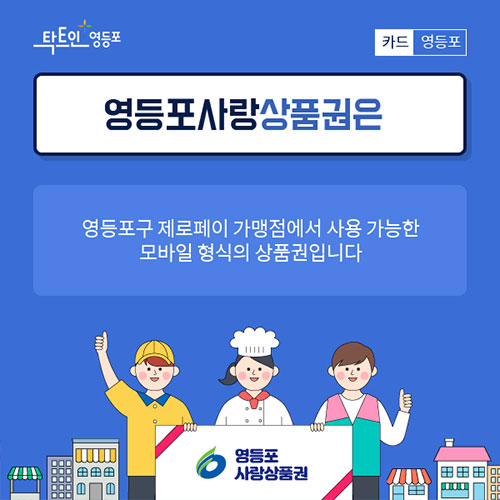 탁트인 영등포
카드 영등포
영등포사랑상품권은
영등포구 제로페이 가맹점에서 사용 가능한
모바일 형식의 상품권입니다
영등포
사랑상품권